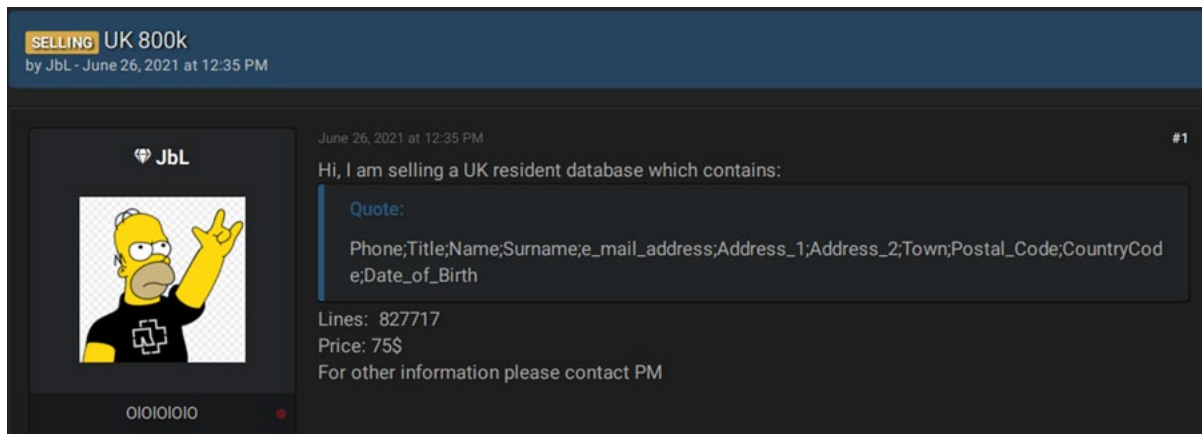 SELLING UK 800k
by JbL - June 26, 2021 at 12:35 PM
JbL
June 26, 2021 at 12:35 PM
#1
Hi, I am selling a UK resident database which contains:
Quote:
Phone;Title;Name;Surname;e_mail_address;Address_1;Address_2;Town;Postal_Code;CountryCod
e;Date_of_Birth
Lines: 827717
Price: 75$
For other information please contact PM
OIOIOIOIO